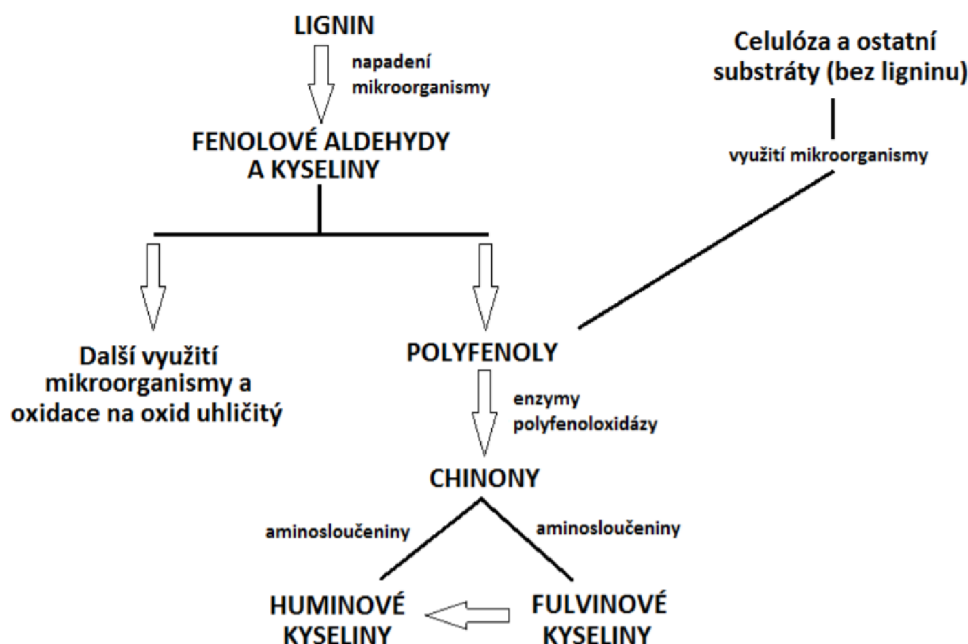 LIGNIN
napadení
mikroorganismy
Celulóza a ostatní
substráty (bez ligninu)
FENOLOVÉ ALDEHYDY
A KYSELINY
využití mikroorganismy
Další využití
mikroorganismy a
oxidace na oxid uhličitý
POLYFENOLY
enzymy
polyfenoloxidázy
CHINONY
aminosloučeniny
aminosloučeniny
HUMINOVÉ
KYSELINY
FULVINOVÉ
KYSELINY